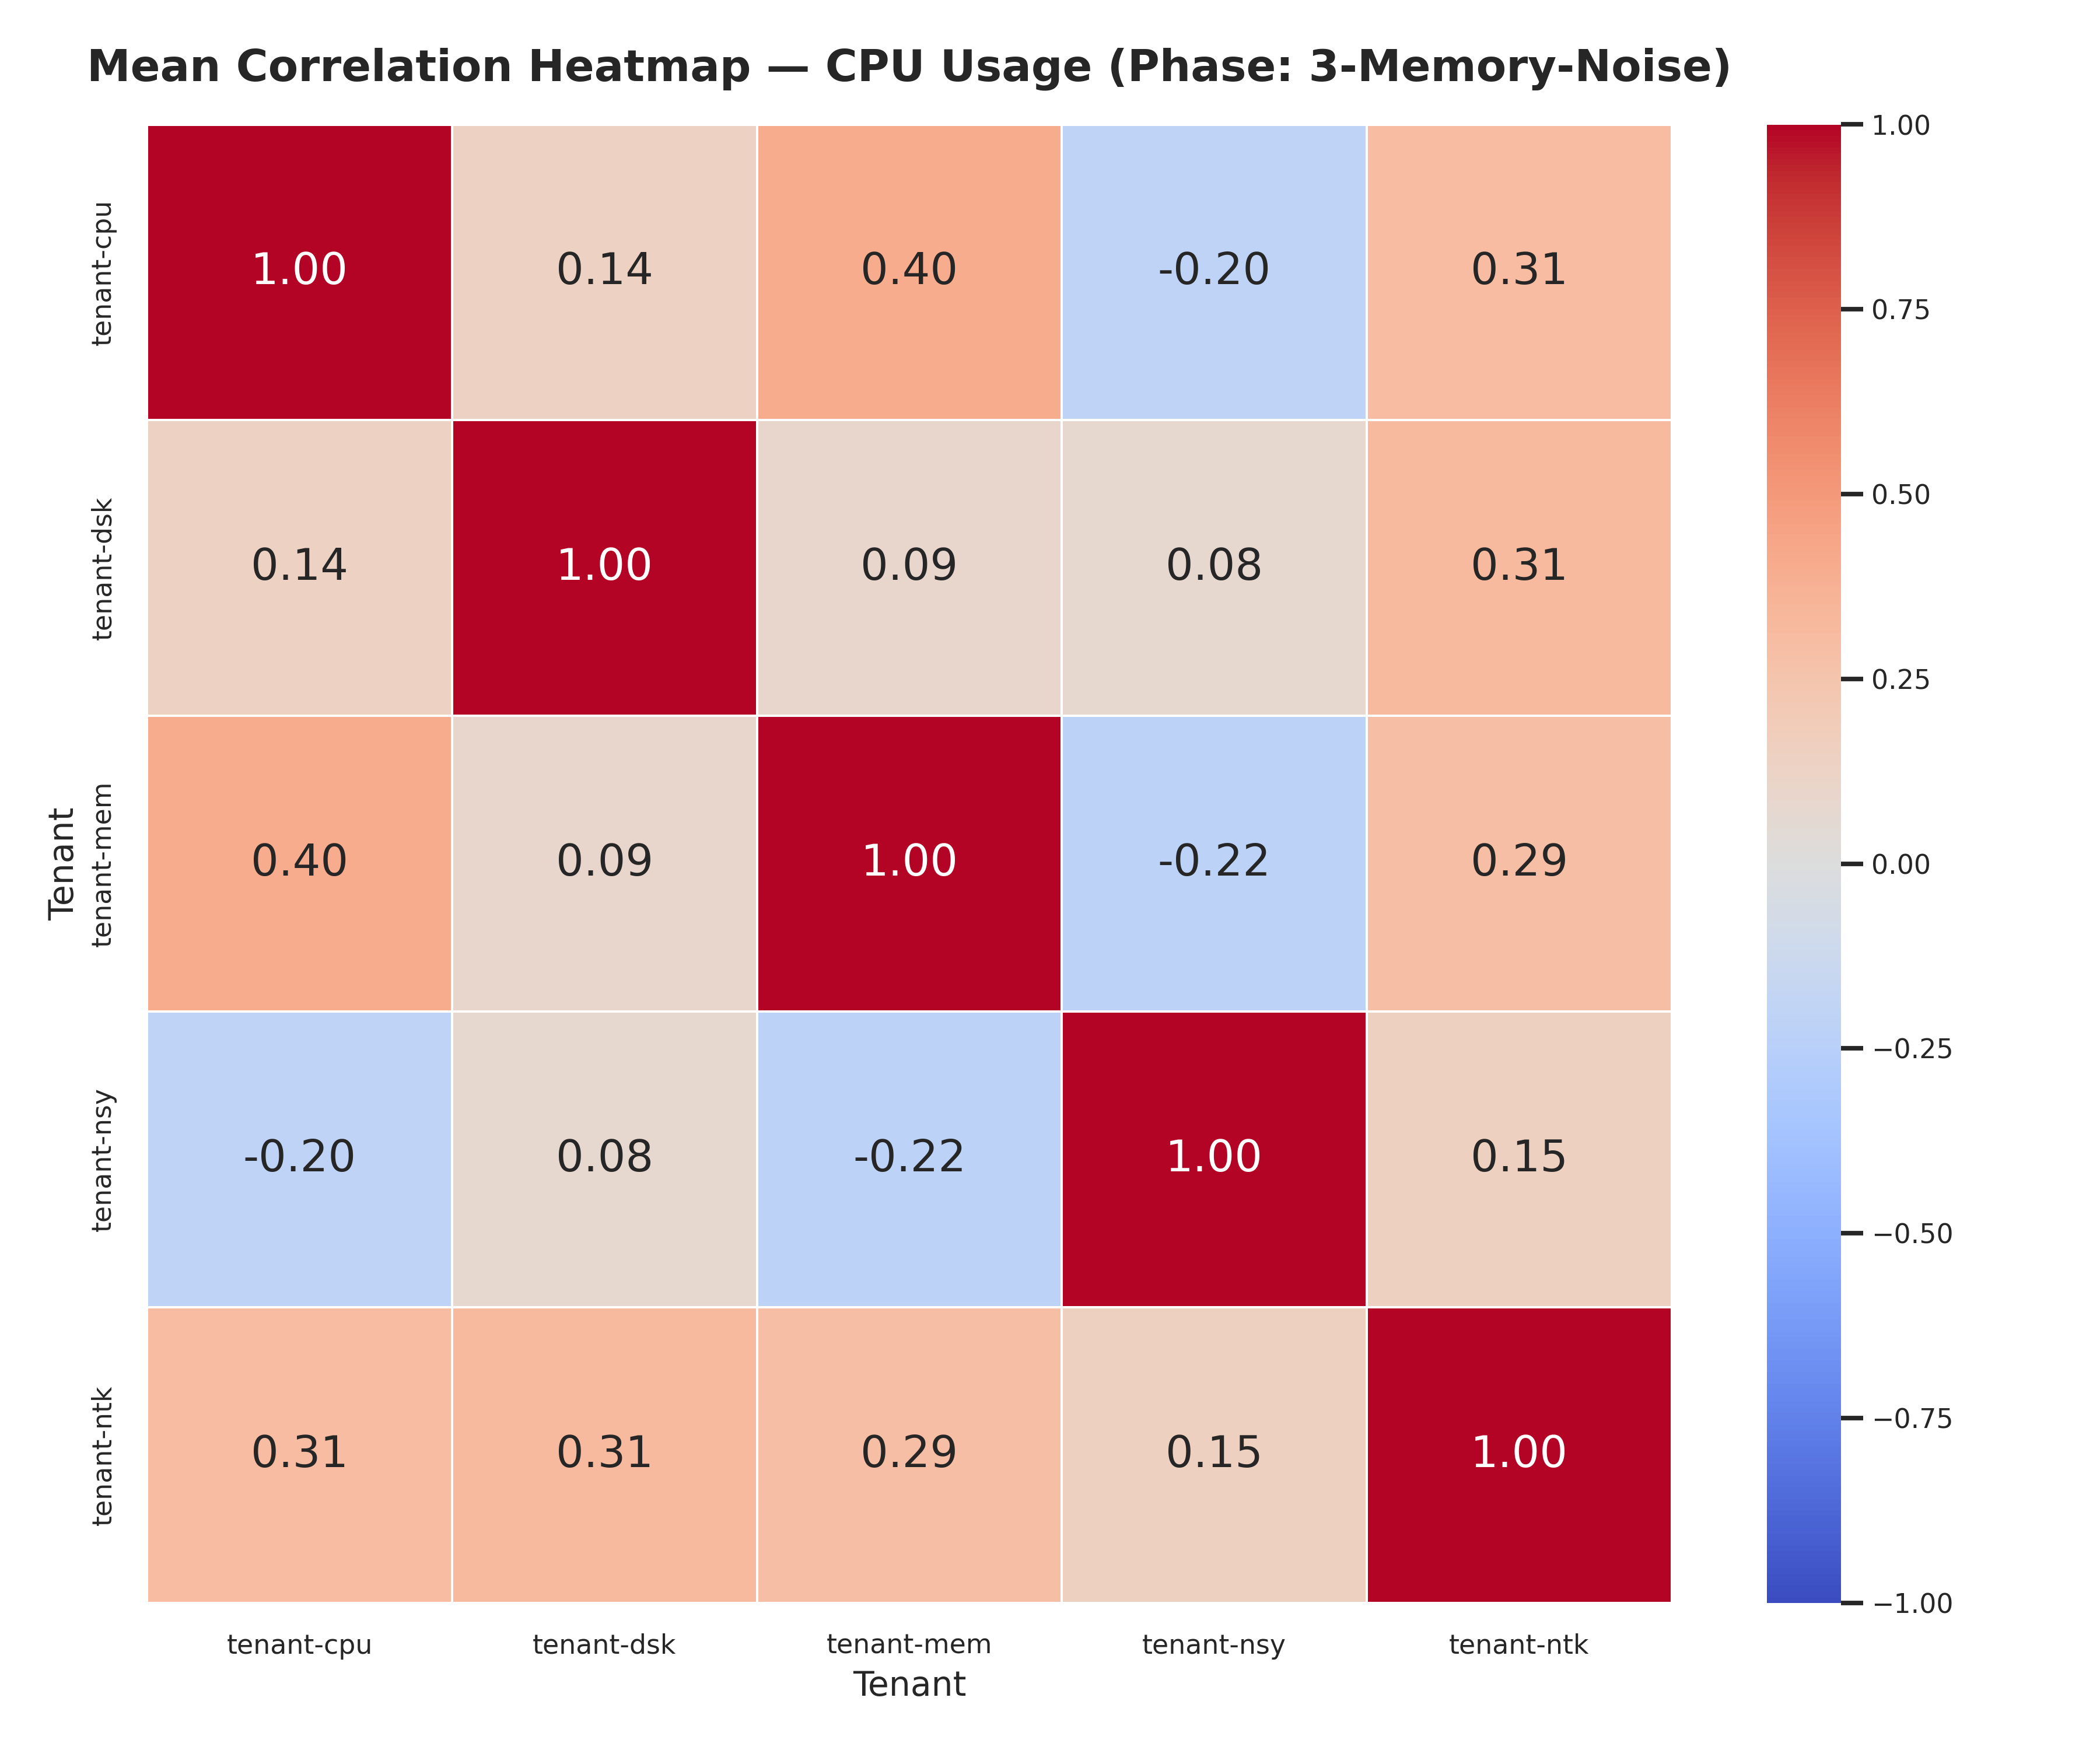 Mean Correlation Heatmap — CPU Usage (Phase: 3-Memory-Noise)
Tenant
tenant-cpu
1.00 0.14 0.40 -0.20 0.31
tenant-dsk
0.14 1.00 0.09 0.08 0.31
tenant-mem
0.40 0.09 1.00 -0.22 0.29
tenant-nsy
-0.20 0.08 -0.22 1.00 0.15
tenant-ntk
0.31 0.31 0.29 0.15 1.00
tenant-cpu tenant-dsk tenant-mem tenant-nsy tenant-ntk
Tenant
1.00
0.75
0.50
0.25
0.00
−0.25
−0.50
−0.75
−1.00